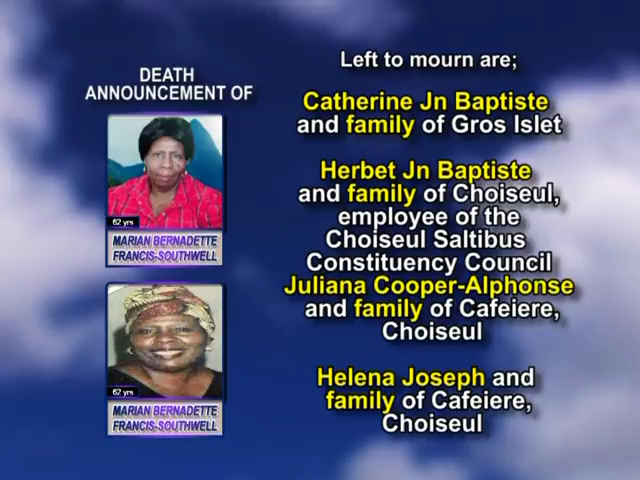 DEATH
ANNOUNCEMENT OF
62 yrs
MARIAN BERNADETTE
FRANCIS-SOUTHWELL
62 yrs
MARIAN BERNADETTE
FRANCIS-SOUTHWELL
Left to mourn are;
Catherine Jn Baptiste
and family of Gros Islet
Herbet Jn Baptiste
and family of Choiseul,
employee of the
Choiseul Saltibus
Constituency Council
Juliana Cooper-Alphonse
and family of Cafeiere,
Choiseul
Helena Joseph and
family of Cafeiere,
Choiseul